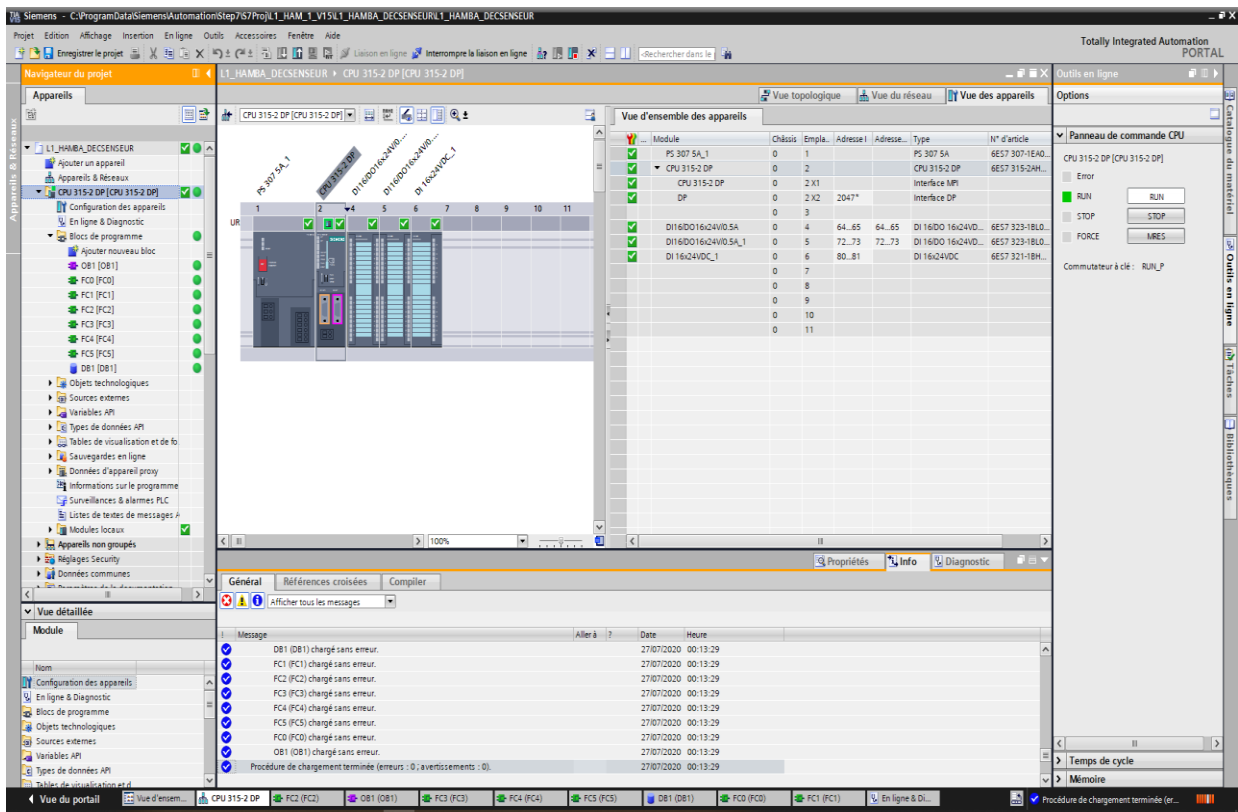 Siemens - C:\ProgramData\Siemens\Automation\Step7\S7Proj\L1_HAM_1_V15\L1_HAMBA_DECSENSEUR\L1_HAMBA_DECSENSEUR
Projet Edition Affichage Insertion En ligne Outils Accessoires Fenêtre Aide
Totally Integrated Automation
PORTAL
Enregistrer le projet
Liaison en ligne
Interrompre la liaison en ligne
<Rechercher dans le
Navigateur du projet
L1_HAMBA_DECSENSEUR
CPU 315-2 DP [CPU 315-2 DP]
Outils en ligne
Appareils
Vue topologique
Vue du réseau
Vue des appareils
Options
CPU 315-2 DP [CPU 315-2 DP]
Vue d'ensemble des appareils
L1_HAMBA_DECSENSEUR
Ajouter un appareil
Appareils & Réseaux
CPU 315-2 DP [CPU 315-2 DP]
Configuration des appareils
En ligne & Diagnostic
Blocs de programme
Ajouter nouveau bloc
OB1 [OB1]
FC0 [FC0]
FC1 [FC1]
FC2 [FC2]
FC3 [FC3]
FC4 [FC4]
FC5 [FC5]
DB1 [DB1]
Objets technologiques
Sources externes
Variables API
Types de données API
Tables de visualisation et de fo
Sauvegardes en ligne
Données d'appareil proxy
Informations sur le programme
Surveillances & alarmes PLC
Listes de textes de messages A
Modules locaux
Appareils non groupés
Réglages Security
Données communes
Paramètres de la documentation
Appareils & Réseaux
PS 307 5A_1
CPU 315-2 DP
DI16/DO16x24V/0...
DI16/DO16x24V/0...
DI 16x24VDC_1
1 2 4 5 6 7 8 9 10 11
UR
100%
... Module Châssis Empla.. Adresse I Adresse... Type N° d'article
PS 307 5A_1 0 1 PS 307 5A 6ES7 307-1EA0...
CPU 315-2 DP 0 2 CPU 315-2 DP 6ES7 315-2AH...
CPU 315-2 DP 0 2 X1 Interface MPI
DP 0 2 X2 2047* Interface DP
0 3
DI16/DO16x24V/0.5A 0 4 64...65 64...65 DI 16/DO 16x24VD... 6ES7 323-1BL0...
DI16/DO16x24V/0.5A_1 0 5 72...73 72...73 DI 16/DO 16x24VD... 6ES7 323-1BL0...
DI 16x24VDC_1 0 6 80...81 DI 16x24VDC 6ES7 321-1BH...
0 7
0 8
0 9
0 10
0 11
Panneau de commande CPU
CPU 315-2 DP [CPU 315-2 DP]
Error
RUN RUN
STOP STOP
FORCE MRES
Commutateur à clé : RUN_P
Catalogue du matériel
Outils en ligne
Tâches
Bibliothèques
Propriétés
Info
Diagnostic
Général
Références croisées
Compiler
Afficher tous les messages
! Message Aller à ? Date Heure
DB1 (DB1) chargé sans erreur. 27/07/2020 00:13:29
FC1 (FC1) chargé sans erreur. 27/07/2020 00:13:29
FC2 (FC2) chargé sans erreur. 27/07/2020 00:13:29
FC3 (FC3) chargé sans erreur. 27/07/2020 00:13:29
FC4 (FC4) chargé sans erreur. 27/07/2020 00:13:29
FC5 (FC5) chargé sans erreur. 27/07/2020 00:13:29
FC0 (FC0) chargé sans erreur. 27/07/2020 00:13:29
OB1 (OB1) chargé sans erreur. 27/07/2020 00:13:29
Procédure de chargement terminée (erreurs : 0 ; avertissements : 0). 27/07/2020 00:13:29
Vue détaillée
Module
Nom
Configuration des appareils
En ligne & Diagnostic
Blocs de programme
Objets technologiques
Sources externes
Variables API
Types de données API
Tables de visualisation et d
Temps de cycle
Mémoire
Vue du portail
Vue d'ensem...
CPU 315-2 DP
FC2 (FC2)
OB1 (OB1)
FC3 (FC3)
FC4 (FC4)
FC5 (FC5)
DB1 (DB1)
FC0 (FC0)
FC1 (FC1)
En ligne & Di...
Procédure de chargement terminée (er...